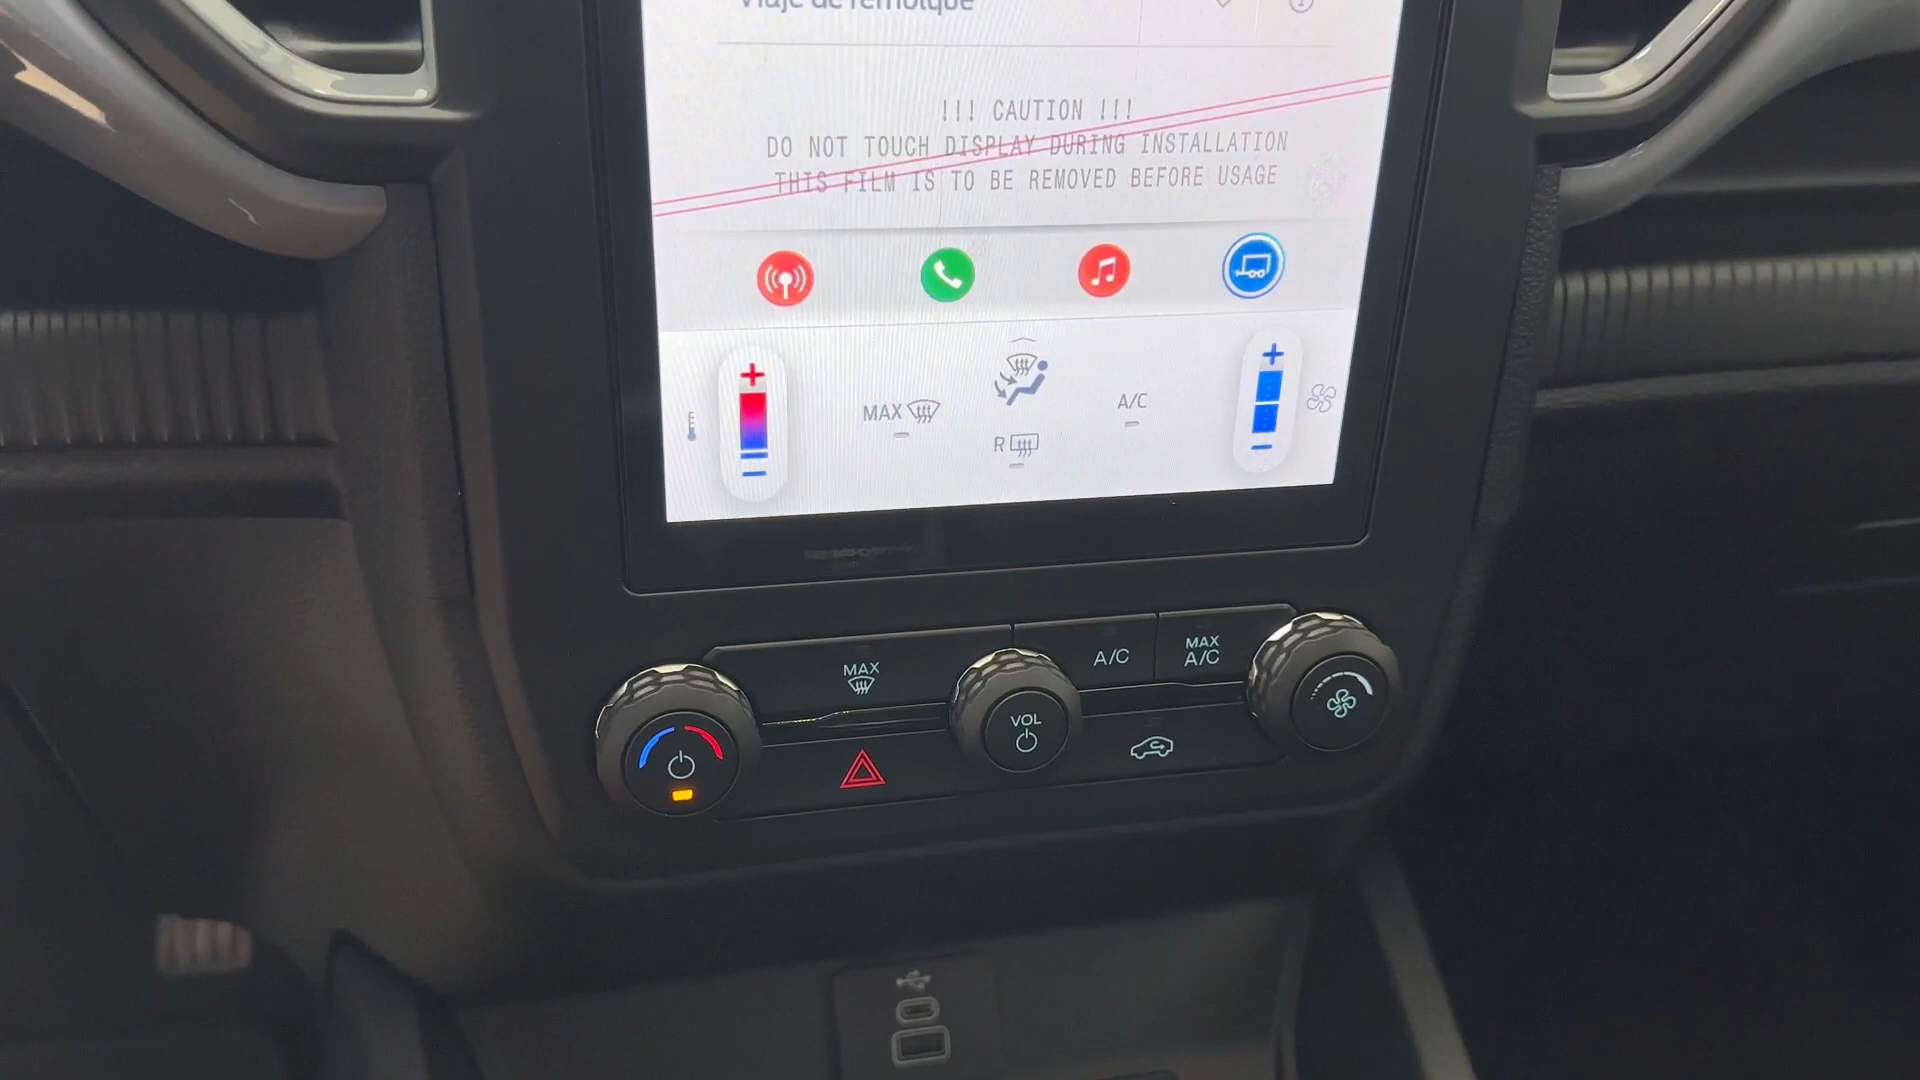 Viaje de remolque
!!! CAUTION !!!
DO NOT TOUCH DISPLAY DURING INSTALLATION
THIS FILM IS TO BE REMOVED BEFORE USAGE
MAX
A/C
R
MAX
A/C
MAX
A/C
VOL